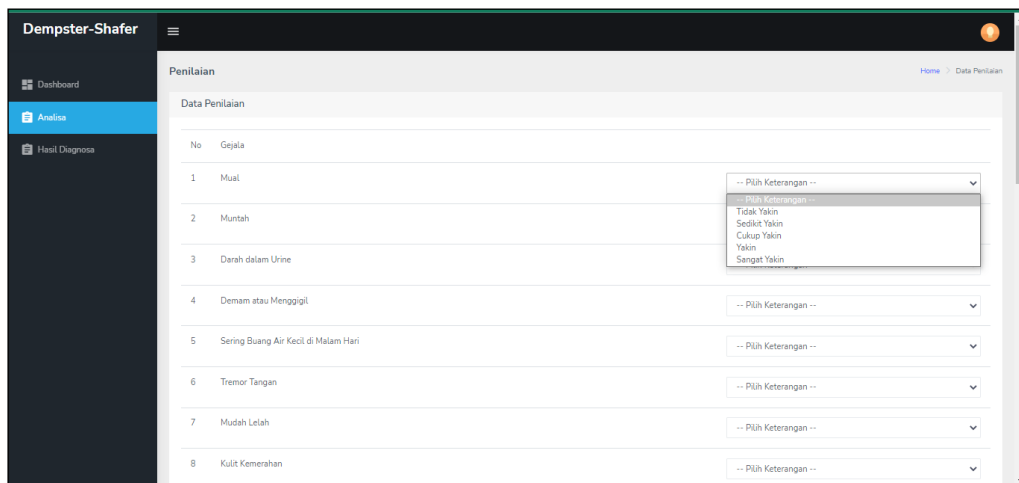 Dempster-Shafer
Penilaian
Home > Data Penilaian
Dashboard
Analisa
Hasil Diagnosa
Data Penilaian
No Gejala
1 Mual -- Pilih Keterangan --
-- Pilih Keterangan --
Tidak Yakin
Sedikit Yakin
Cukup Yakin
Yakin
Sangat Yakin
2 Muntah
3 Darah dalam Urine
4 Demam atau Menggigil -- Pilih Keterangan --
5 Sering Buang Air Kecil di Malam Hari -- Pilih Keterangan --
6 Tremor Tangan -- Pilih Keterangan --
7 Mudah Lelah -- Pilih Keterangan --
8 Kulit Kemerahan -- Pilih Keterangan --